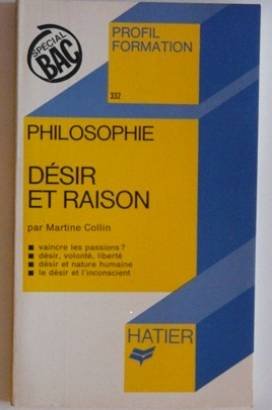 SPECIAL
BAC
PROFIL
FORMATION
332
PHILOSOPHIE
DÉSIR
ET RAISON
par Martine Collin
■ vaincre les passions ?
■ désir, volonté, liberté
■ désir et nature humaine
■ le désir et l'inconscient
HATIER